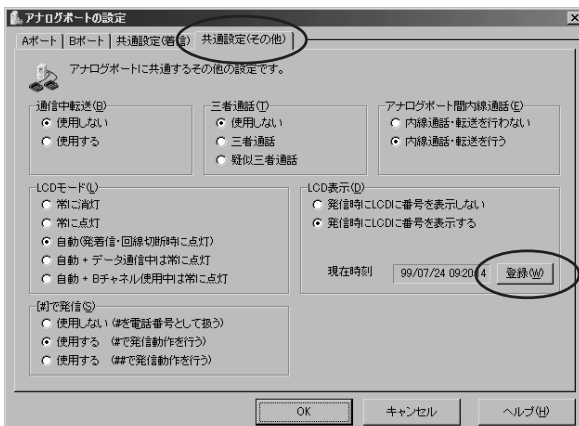 アナログポートの設定
Aポート Bポート 共通設定(着信) 共通設定(その他)
アナログポートに共通するその他の設定です。
通信中転送(B)
使用しない
使用する
三者通話(T)
使用しない
三者通話
疑似三者通話
アナログポート間内線通話(E)
内線通話・転送を行わない
内線通話・転送を行う
LCDモード(L)
常に消灯
常に点灯
自動(発着信・回線切断時に点灯)
自動 + データ通信中は常に点灯
自動 + Bチャネル使用中は常に点灯
LCD表示(D)
発信時にLCDに番号を表示しない
発信時にLCDに番号を表示する
現在時刻 99/07/24 09:20:14 登録(W)
[#]で発信(S)
使用しない (#を電話番号として扱う)
使用する (#で発信動作を行う)
使用する (##で発信動作を行う)
OK キャンセル ヘルプ(H)